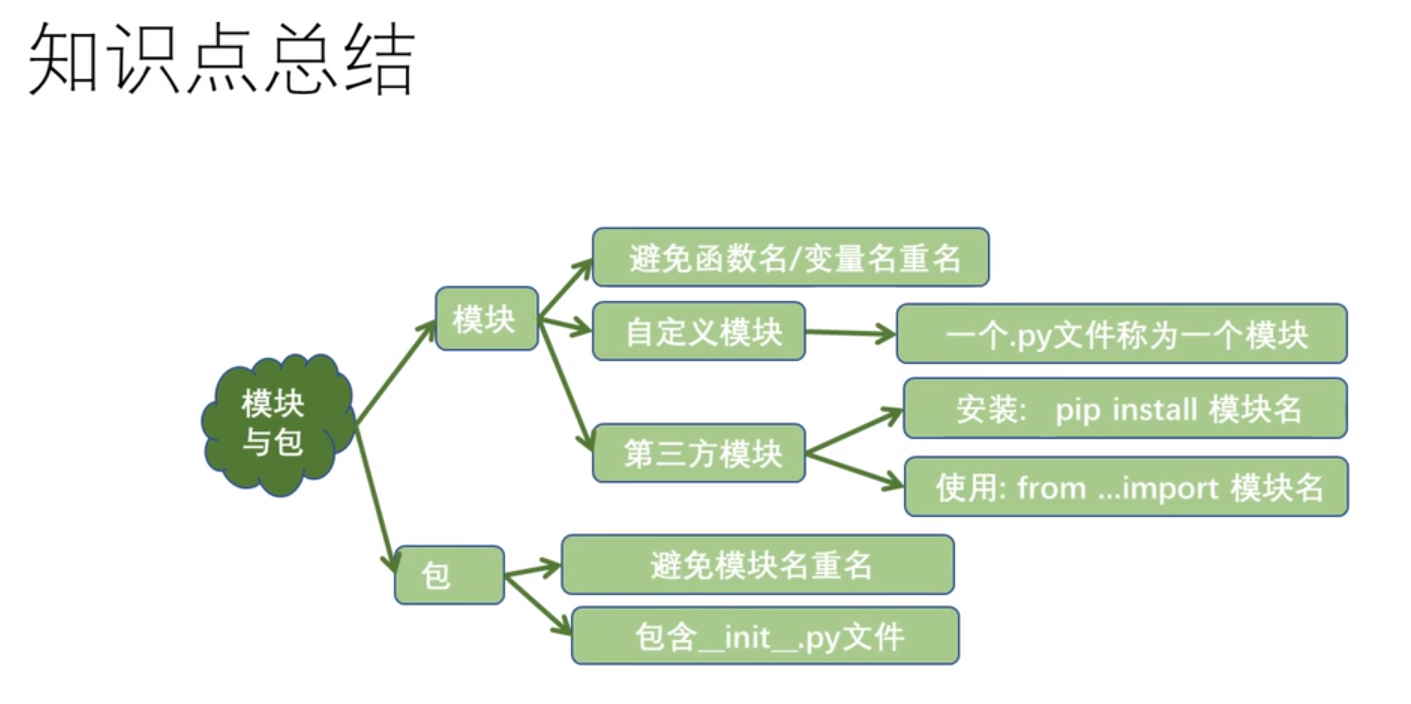 知识点总结
模块
与包
模块
避免函数名/变量名重名
自定义模块
一个.py文件称为一个模块
第三方模块
安装: pip install 模块名
使用: from ...import 模块名
包
避免模块名重名
包含__init__.py文件